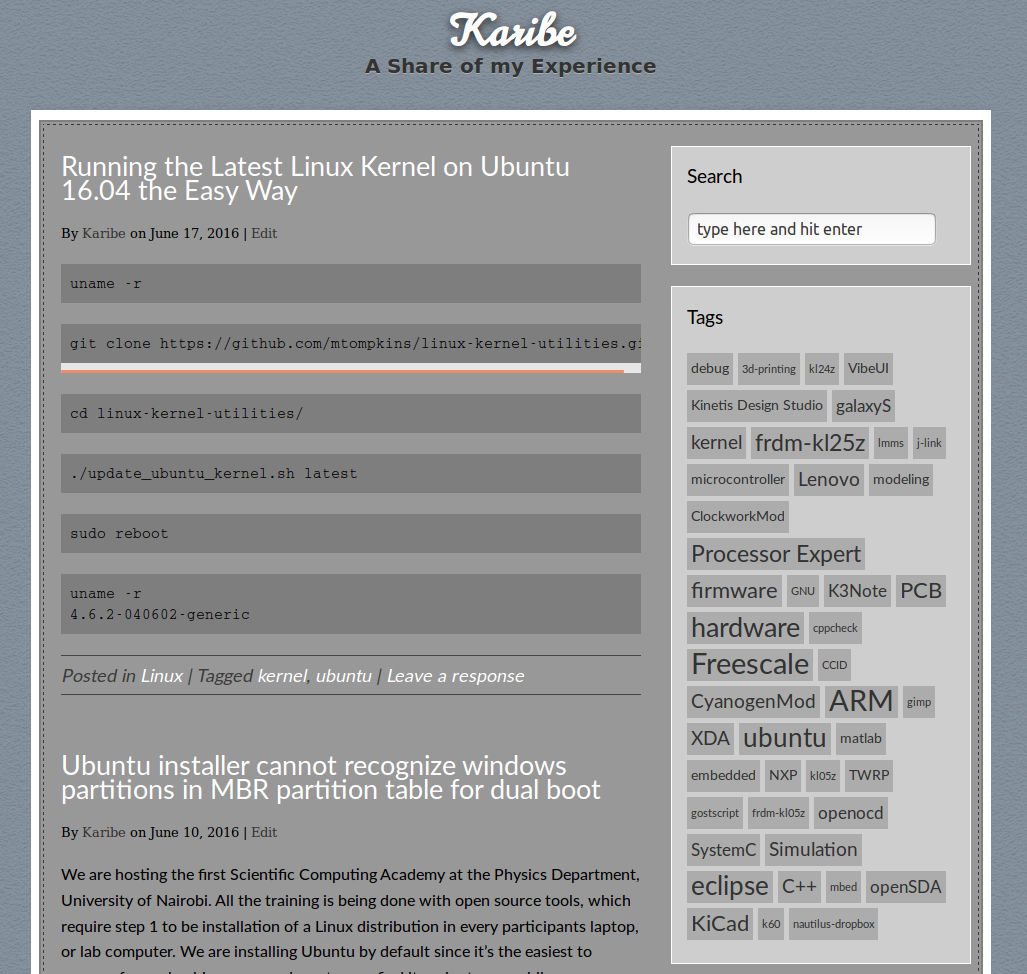 Karibe
A Share of my Experience
Running the Latest Linux Kernel on Ubuntu
16.04 the Easy Way
By Karibe on June 17, 2016 | Edit
uname -r
git clone https://github.com/mtompkins/linux-kernel-utilities.gi
cd linux-kernel-utilities/
./update_ubuntu_kernel.sh latest
sudo reboot
uname -r
4.6.2-040602-generic
Posted in Linux | Tagged kernel, ubuntu | Leave a response
Ubuntu installer cannot recognize windows
partitions in MBR partition table for dual boot
By Karibe on June 10, 2016 | Edit
We are hosting the first Scientific Computing Academy at the Physics Department,
University of Nairobi. All the training is being done with open source tools, which
require step 1 to be installation of a Linux distribution in every participants laptop,
or lab computer. We are installing Ubuntu by default since it’s the easiest to
Search
type here and hit enter
Tags
debug 3d-printing kl24z VibeUI
Kinetis Design Studio galaxyS
kernel frdm-kl25z lmms j-link
microcontroller Lenovo modeling
ClockworkMod
Processor Expert
firmware GNU K3Note PCB
hardware cppcheck
Freescale CCID
CyanogenMod ARM gimp
XDA ubuntu matlab
embedded NXP kl05z TWRP
gostscript frdm-kl05z openocd
SystemC Simulation
eclipse C++ mbed openSDA
KiCad k60 nautilus-dropbox